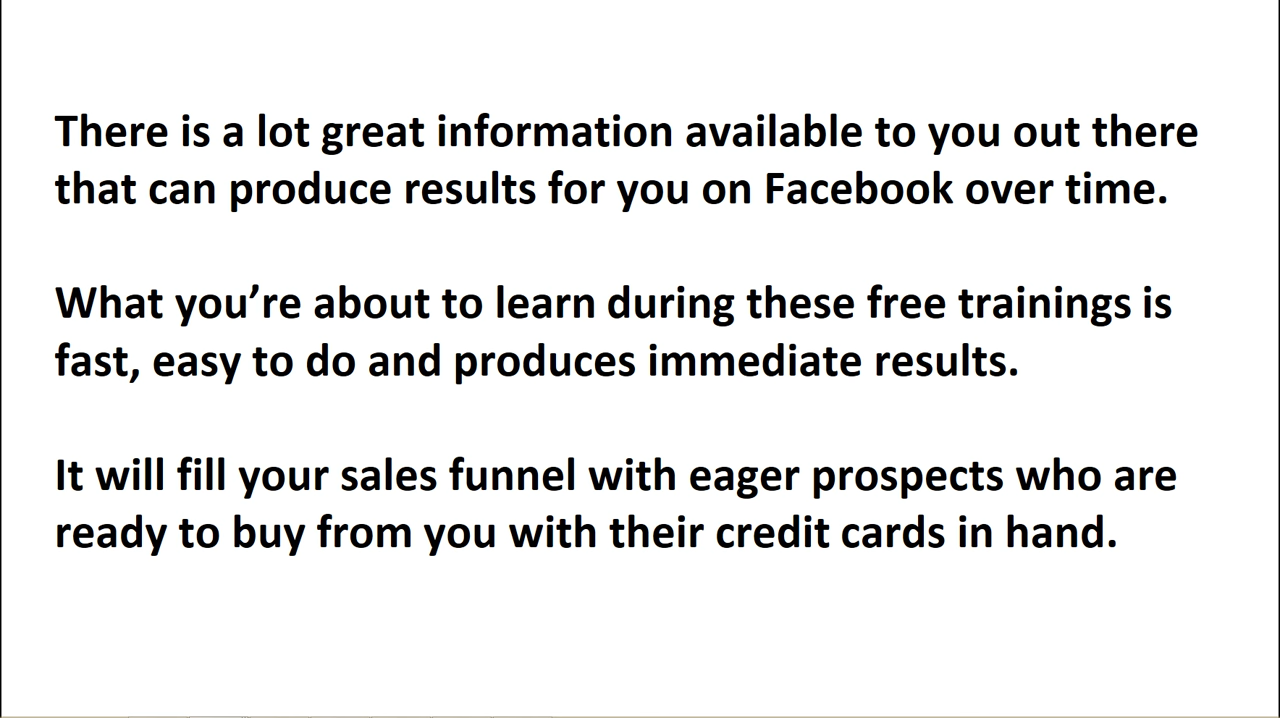 There is a lot great information available to you out there
that can produce results for you on Facebook over time.
What you’re about to learn during these free trainings is
fast, easy to do and produces immediate results.
It will fill your sales funnel with eager prospects who are
ready to buy from you with their credit cards in hand.